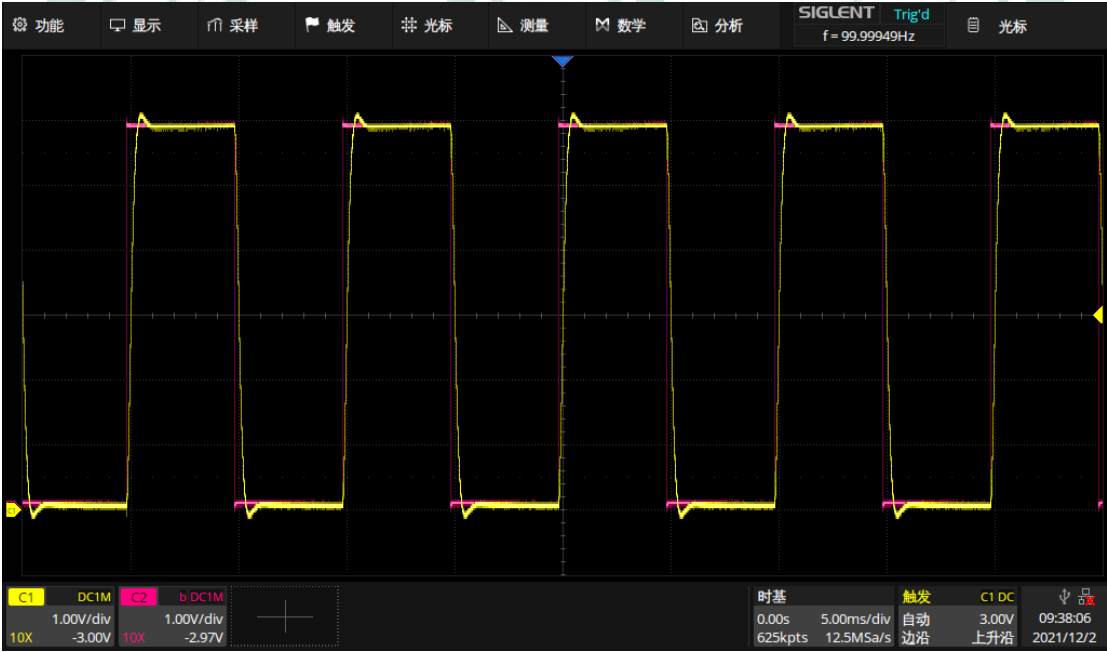 功能 显示 采样 触发 光标 测量 数学 分析 SIGLENT Trig'd 光标
f = 99.99949Hz
C1 DC1M C2 b DC1M 时基 触发 C1 DC
1.00V/div 1.00V/div 0.00s 5.00ms/div 自动 3.00V 09:38:06
10X -3.00V 10X -2.97V 625kpts 12.5MSa/s 边沿 上升沿 2021/12/2